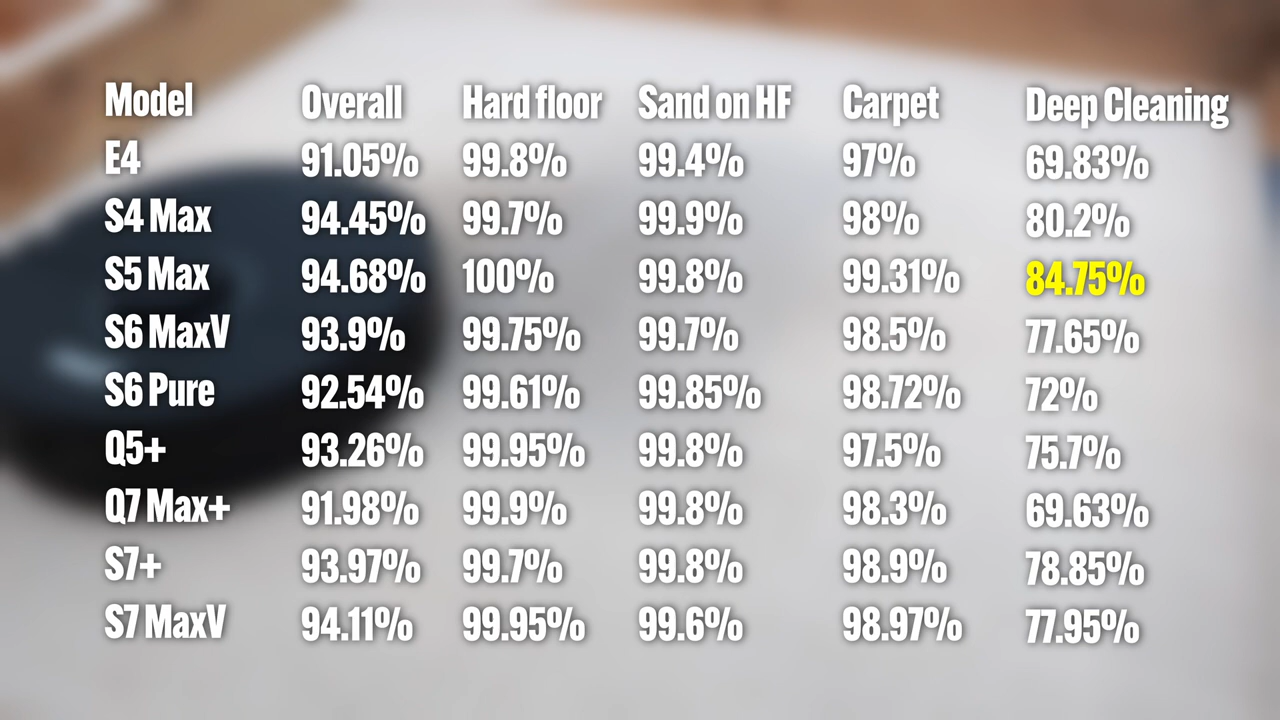 Model Overall Hard floor Sand on HF Carpet Deep Cleaning
E4 91.05% 99.8% 99.4% 97% 69.83%
S4 Max 94.45% 99.7% 99.9% 98% 80.2%
S5 Max 94.68% 100% 99.8% 99.31% 84.75%
S6 MaxV 93.9% 99.75% 99.7% 98.5% 77.65%
S6 Pure 92.54% 99.61% 99.85% 98.72% 72%
Q5+ 93.26% 99.95% 99.8% 97.5% 75.7%
Q7 Max+ 91.98% 99.9% 99.8% 98.3% 69.63%
S7+ 93.97% 99.7% 99.8% 98.9% 78.85%
S7 MaxV 94.11% 99.95% 99.6% 98.97% 77.95%